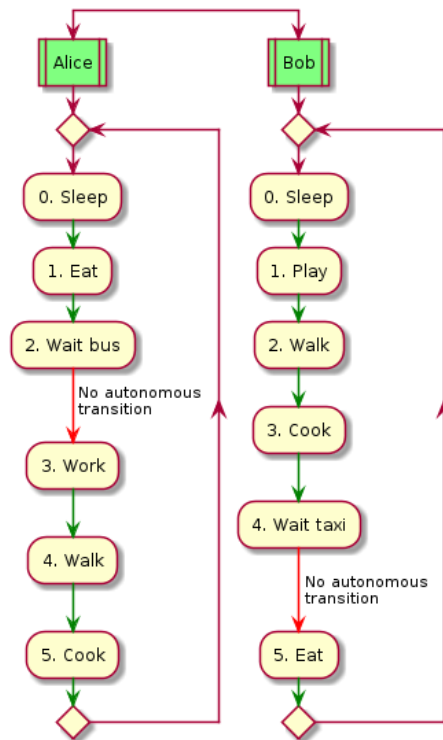 Alice
0. Sleep
1. Eat
2. Wait bus
No autonomous
transition
3. Work
4. Walk
5. Cook
Bob
0. Sleep
1. Play
2. Walk
3. Cook
4. Wait taxi
No autonomous
transition
5. Eat